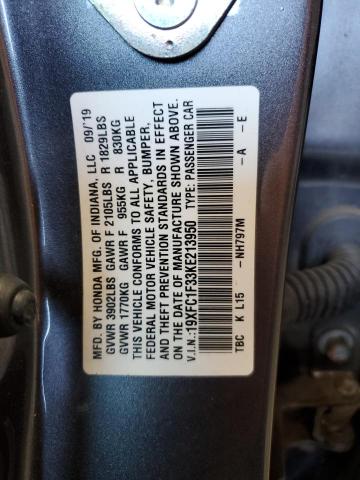 MFD. BY HONDA MFG. OF INDIANA, LLC 09/'19
GVWR 3902LBS GAWR F 2105LBS R 1829LBS
GVWR 1770KG GAWR F 955KG R 830KG
THIS VEHICLE CONFORMS TO ALL APPLICABLE
FEDERAL MOTOR VEHICLE SAFETY, BUMPER,
AND THEFT PREVENTION STANDARDS IN EFFECT
ON THE DATE OF MANUFACTURE SHOWN ABOVE.
V.I.N.: 19XFC1F33KE213950 TYPE: PASSENGER CAR
TBC K L15 -NH797M -A -E